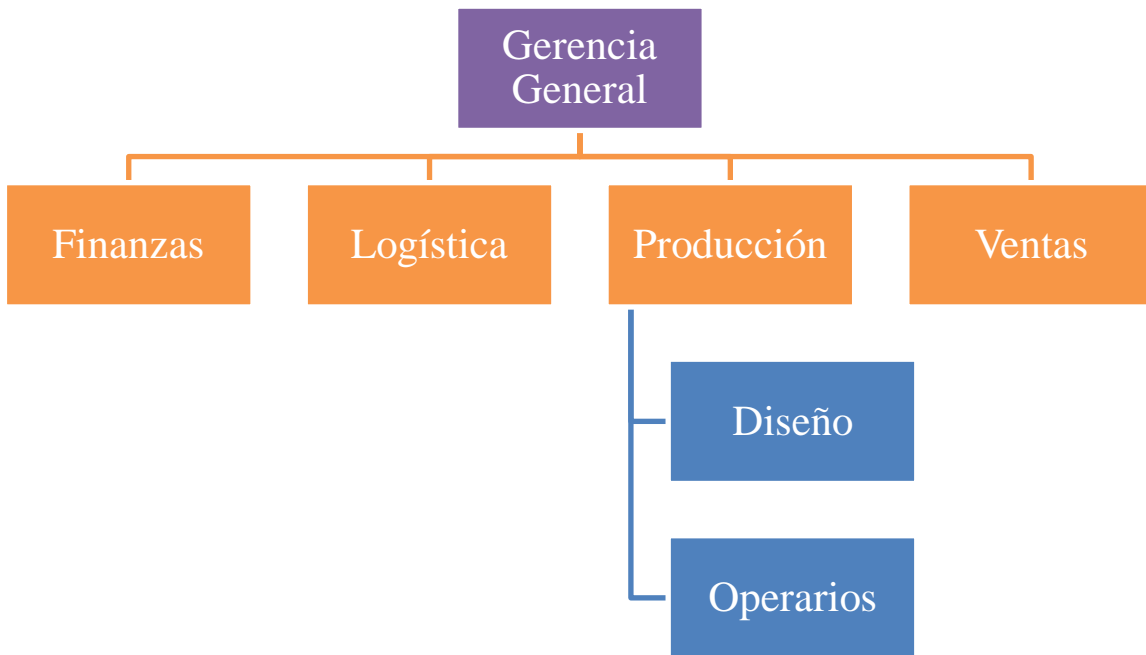 Gerencia
General
Finanzas
Logística
Producción
Ventas
Diseño
Operarios